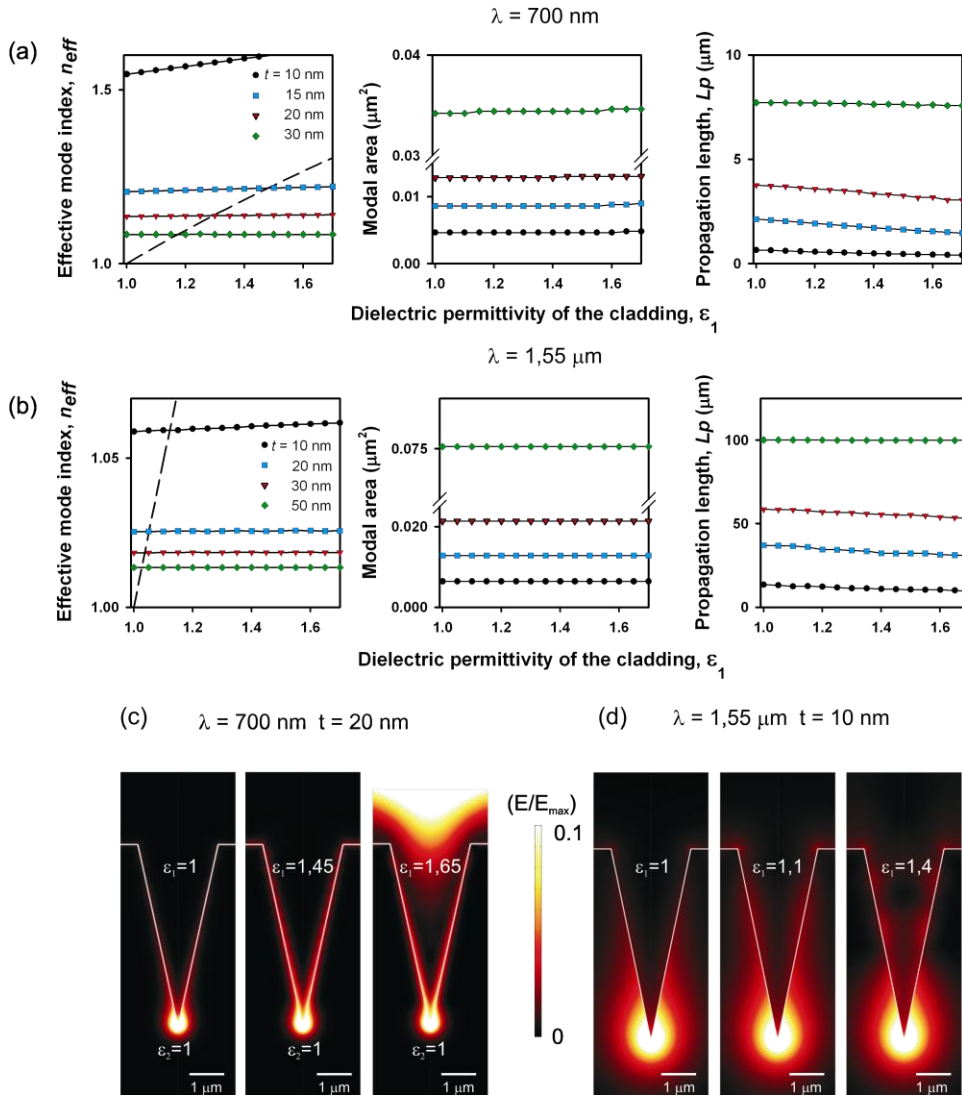 λ = 700 nm
(a)
Effective mode index, neff
1.5
1.0
t = 10 nm
15 nm
20 nm
30 nm
1.0 1.2 1.4 1.6
Modal area (μm²)
0.04
0.03
0.01
0.00
1.0 1.2 1.4 1.6
Propagation length, Lp (μm)
10
5
0
1.0 1.2 1.4 1.6
Dielectric permittivity of the cladding, ε₁
λ = 1,55 μm
(b)
Effective mode index, neff
1.05
1.00
t = 10 nm
20 nm
30 nm
50 nm
1.0 1.2 1.4 1.6
Modal area (μm²)
0.075
0.020
0.000
1.0 1.2 1.4 1.6
Propagation length, Lp (μm)
100
50
0
1.0 1.2 1.4 1.6
Dielectric permittivity of the cladding, ε₁
(c) λ = 700 nm t = 20 nm
ε₁=1
ε₂=1
1 μm
ε₁=1,45
ε₂=1
1 μm
ε₁=1,65
ε₂=1
1 μm
(E/Emax)
0.1
0
(d) λ = 1,55 μm t = 10 nm
ε₁=1
1 μm
ε₁=1,1
1 μm
ε₁=1,4
1 μm